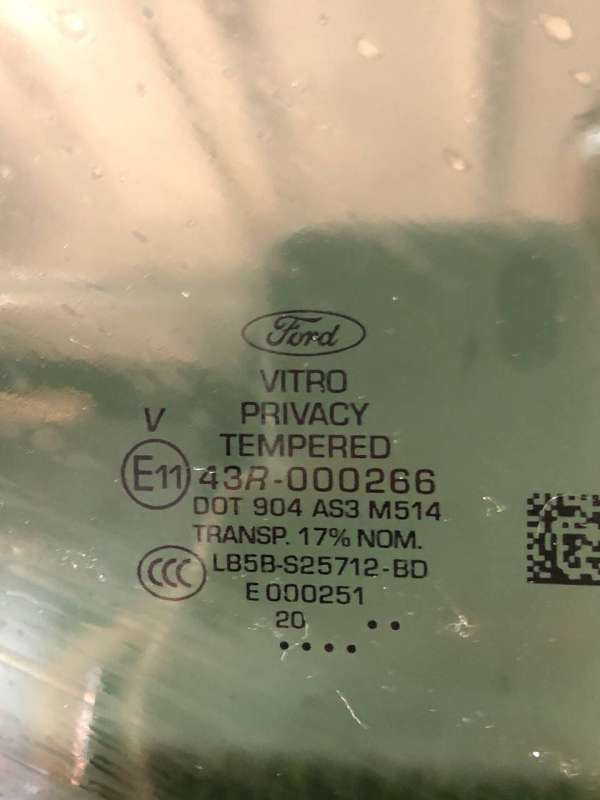 Ford
VITRO
PRIVACY
V
TEMPERED
E11 43R-000266
DOT 904 AS3 M514
TRANSP. 17% NOM.
CCC LB5B-S25712-BD
E 000251
20 ••
••••